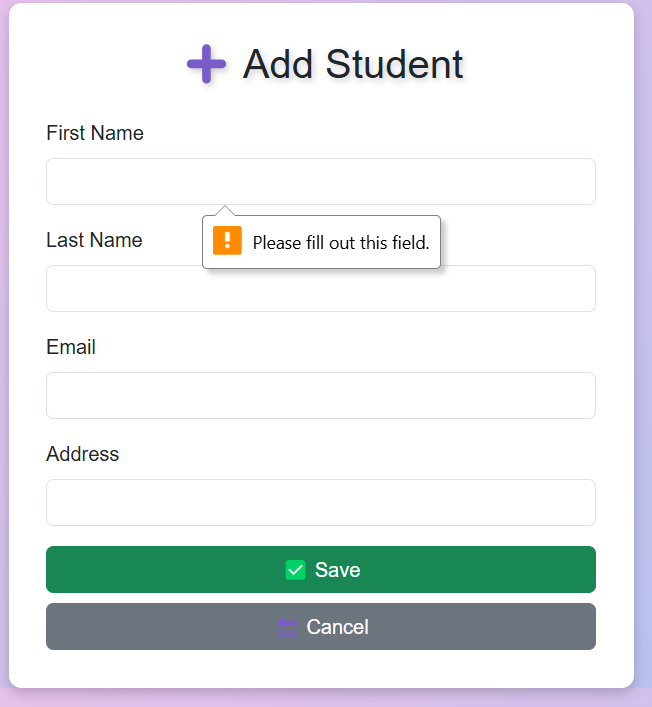 ➕ Add Student
First Name
Please fill out this field.
Last Name
Email
Address
✅ Save
Cancel